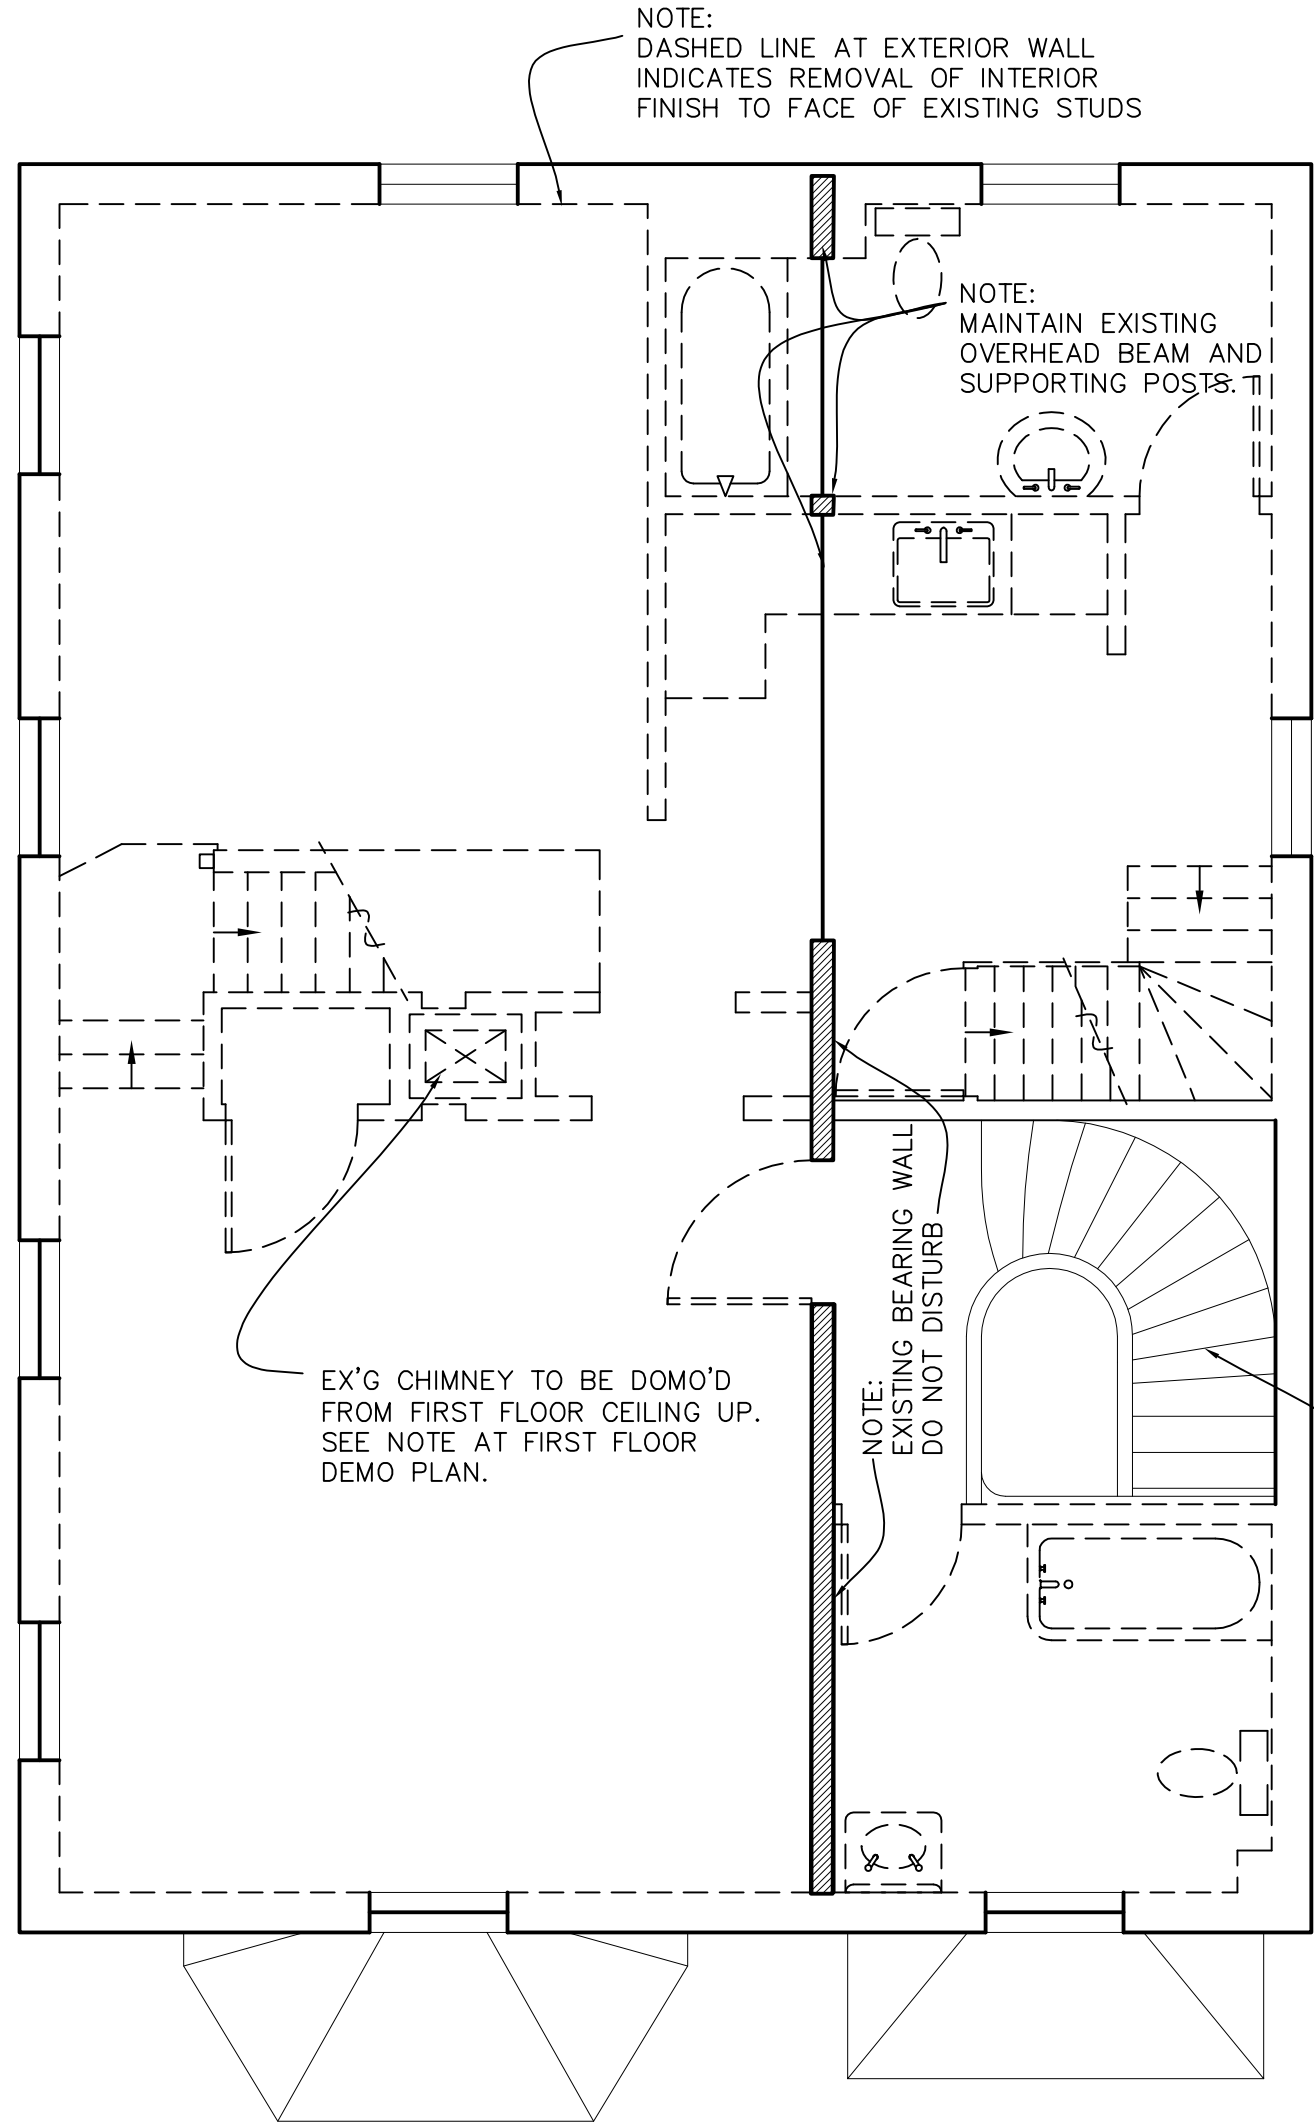 NOTE:
DASHED LINE AT EXTERIOR WALL
INDICATES REMOVAL OF INTERIOR
FINISH TO FACE OF EXISTING STUDS
NOTE:
MAINTAIN EXISTING
OVERHEAD BEAM AND
SUPPORTING POSTS.
NOTE:
EXISTING BEARING WALL
DO NOT DISTURB
EX'G CHIMNEY TO BE DOMO'D
FROM FIRST FLOOR CEILING UP.
SEE NOTE AT FIRST FLOOR
DEMO PLAN.